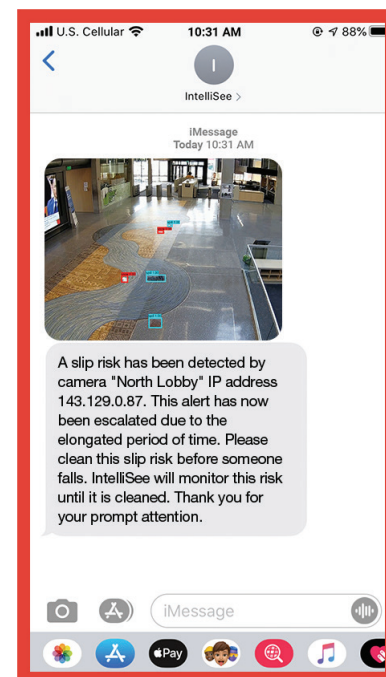 U.S. Cellular 10:31 AM 88%
I
IntelliSee >
iMessage
Today 10:31 AM
A slip risk has been detected by
camera "North Lobby" IP address
143.129.0.87. This alert has now
been escalated due to the
elongated period of time. Please
clean this slip risk before someone
falls. IntelliSee will monitor this risk
until it is cleaned. Thank you for
your prompt attention.
iMessage
Pay